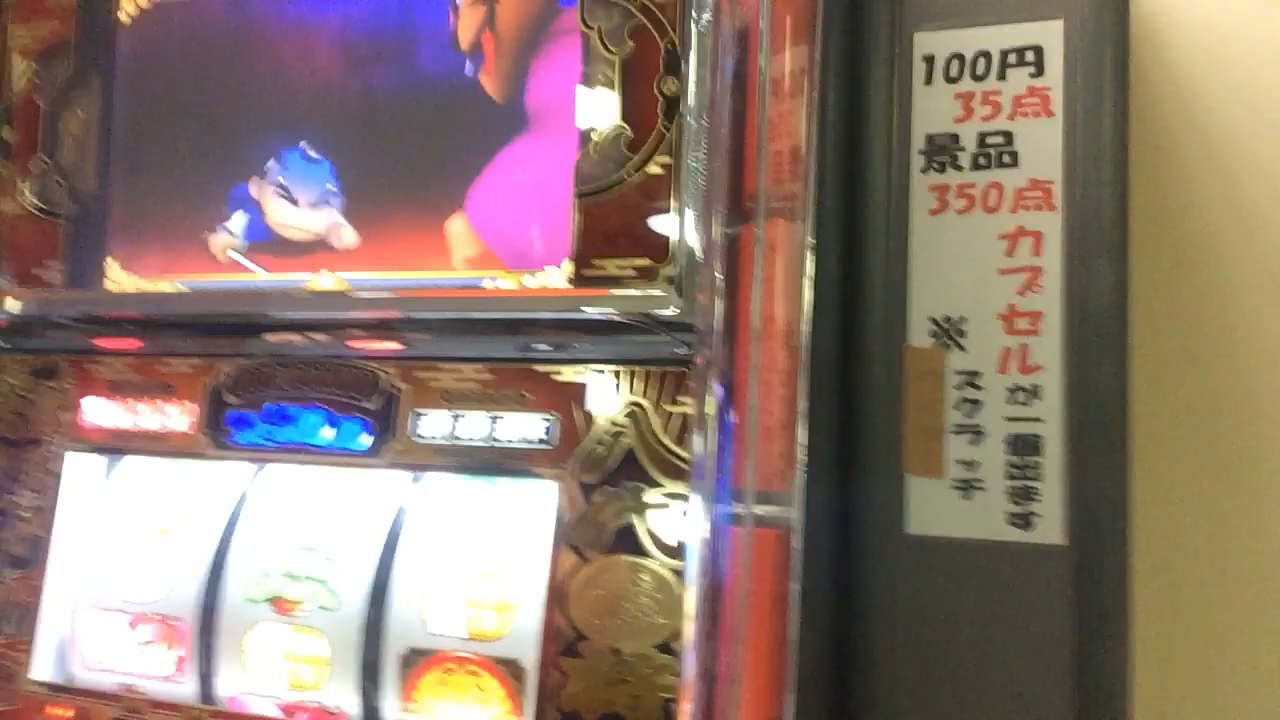 100円
35点
景品
350点
カプセルが一個出ます
※スクラッチ